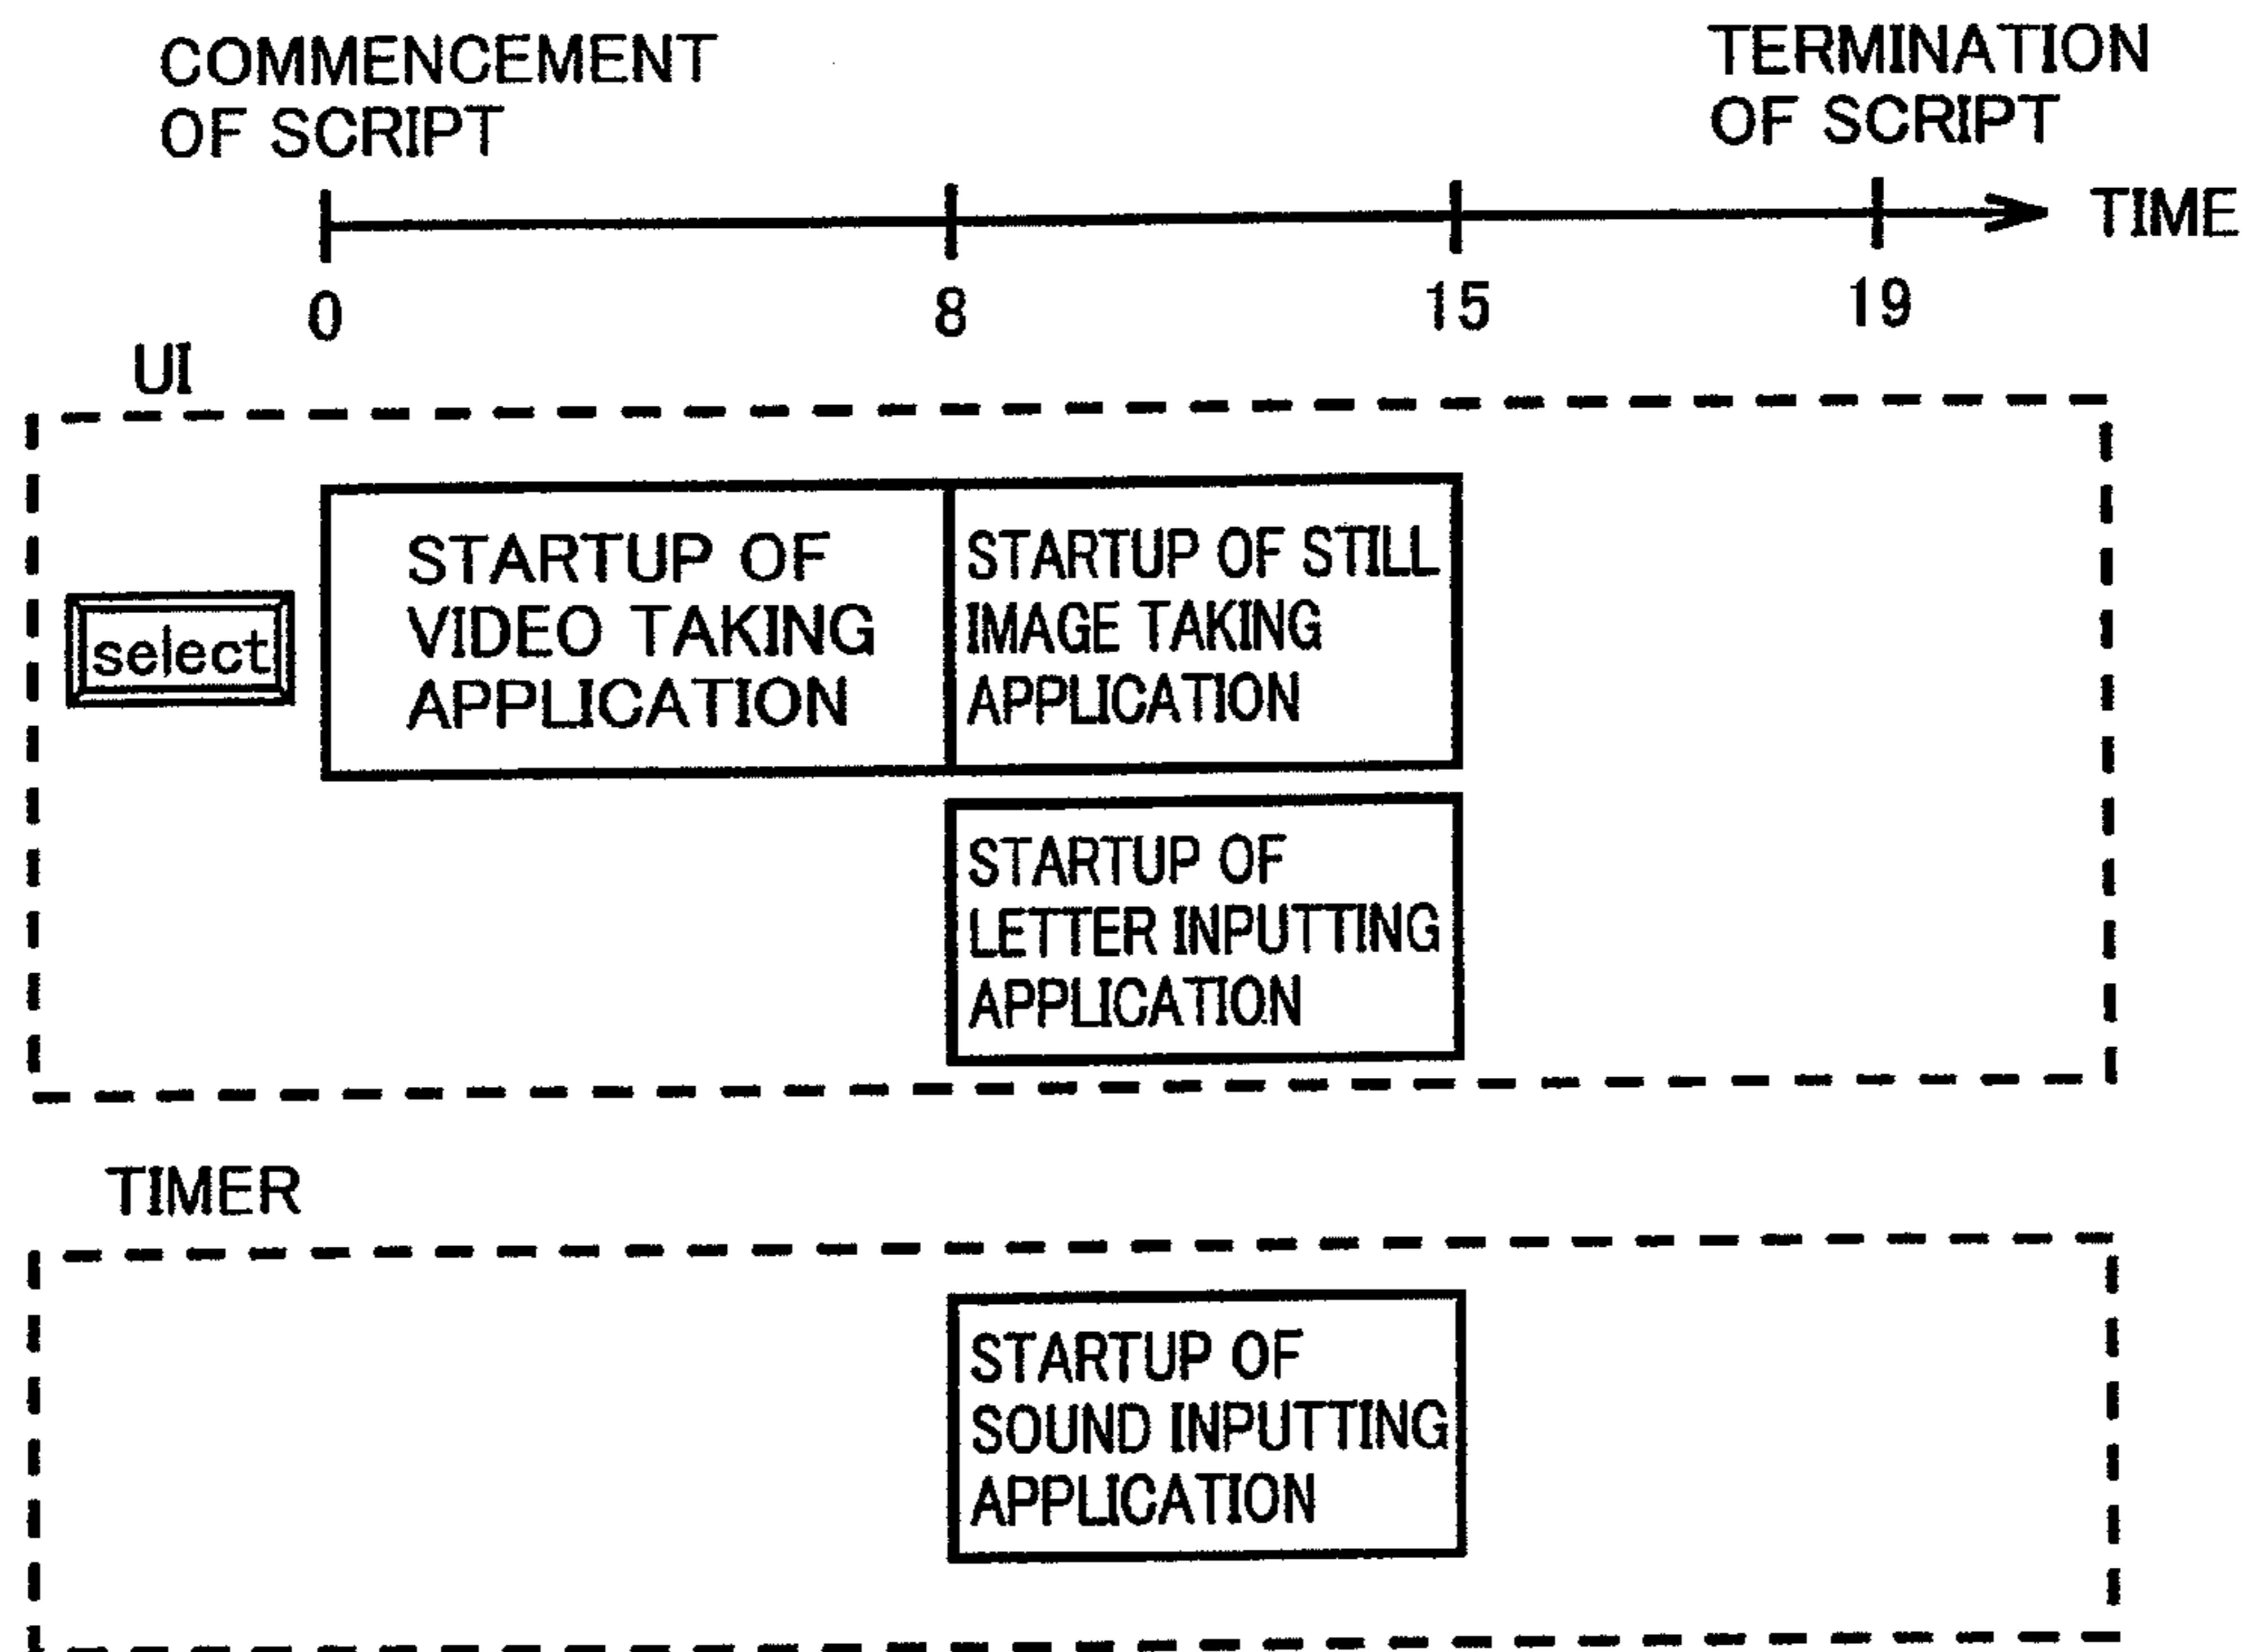 COMMENCEMENT
OF SCRIPT
TERMINATION
OF SCRIPT
TIME
0
8
15
19
UI
select
STARTUP OF
VIDEO TAKING
APPLICATION
STARTUP OF STILL
IMAGE TAKING
APPLICATION
STARTUP OF
LETTER INPUTTING
APPLICATION
TIMER
STARTUP OF
SOUND INPUTTING
APPLICATION